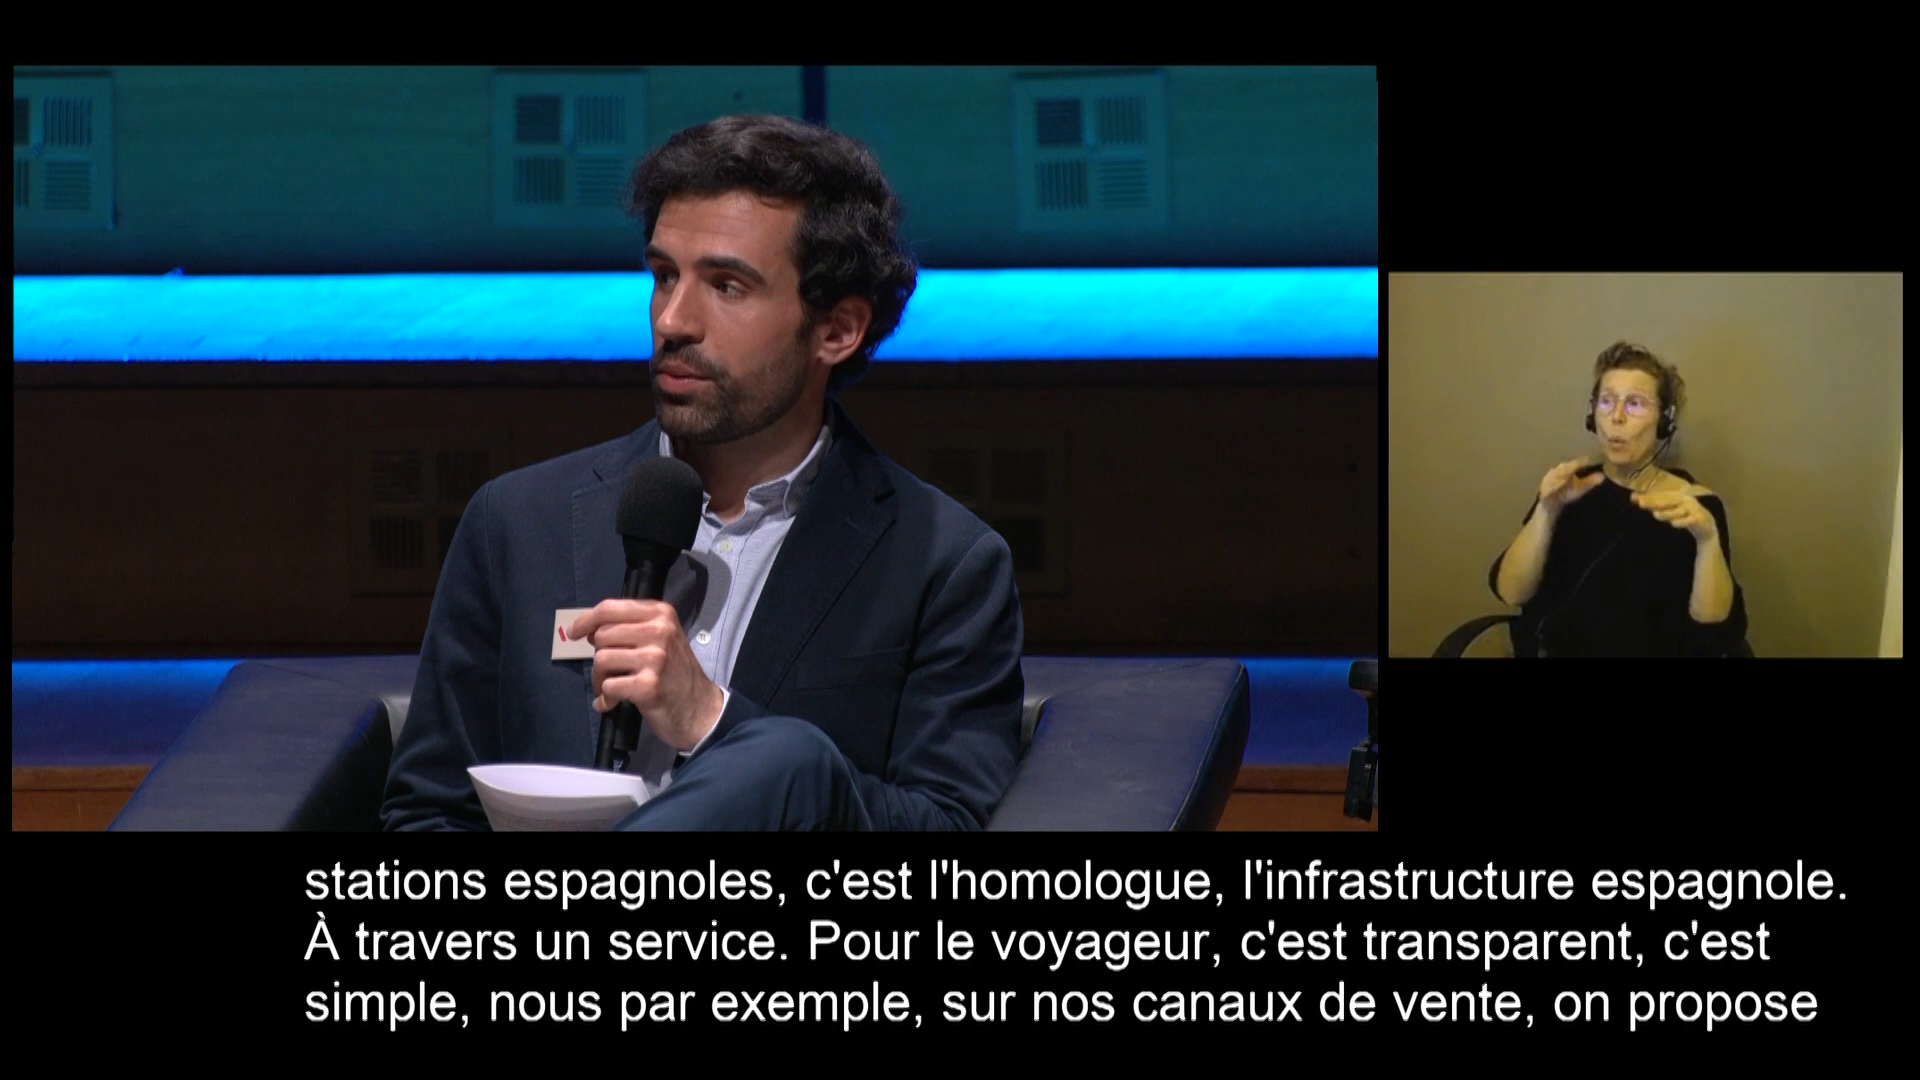 stations espagnoles, c'est l'homologue, l'infrastructure espagnole.
À travers un service. Pour le voyageur, c'est transparent, c'est
simple, nous par exemple, sur nos canaux de vente, on propose